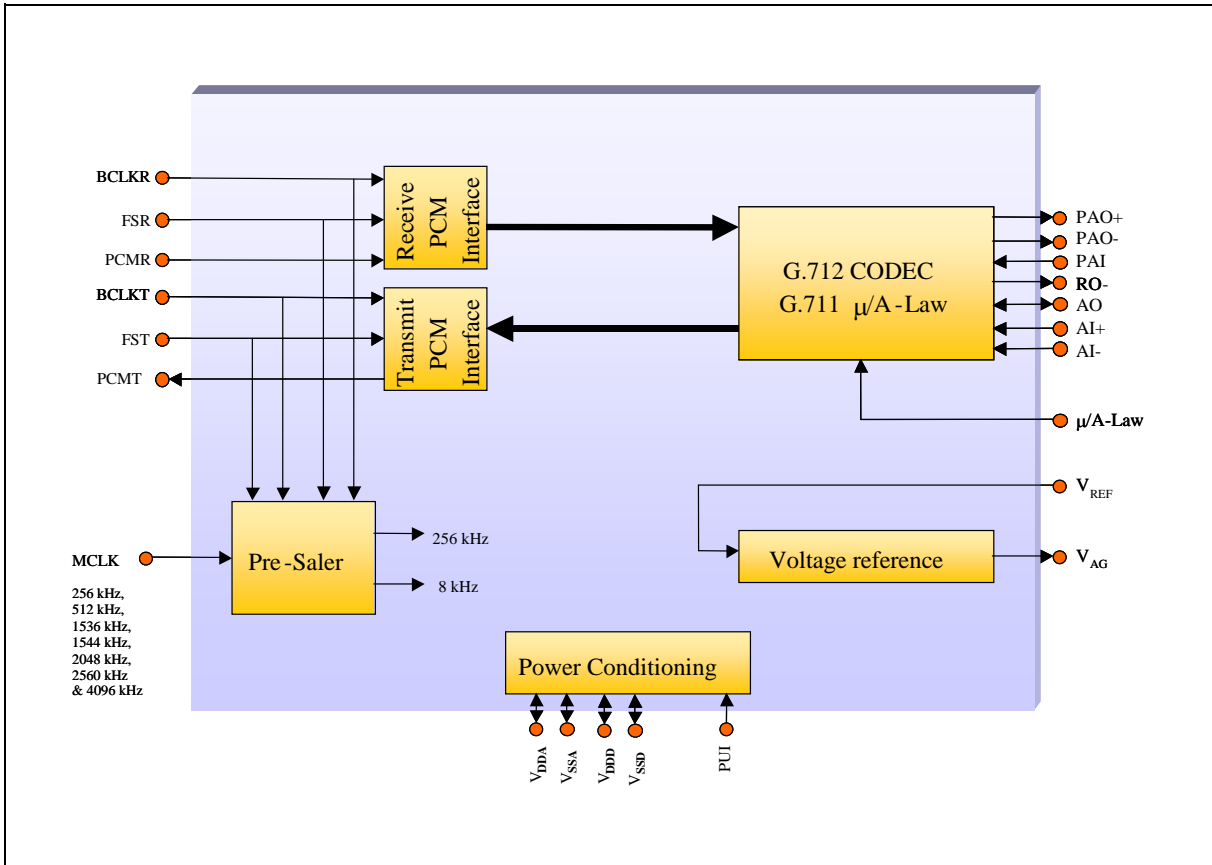 BCLKR
FSR
PCMR
BCLKT
FST
PCMT
Receive
PCM
Interface
Transmit
PCM
Interface
G.712 CODEC
G.711 μ/A-Law
PAO+
PAO-
PAI
RO-
AO
AI+
AI-
μ/A-Law
VREF
Voltage reference
VAG
MCLK
256 kHz,
512 kHz,
1536 kHz,
1544 kHz,
2048 kHz,
2560 kHz
& 4096 kHz
Pre-Saler
256 kHz
8 kHz
Power Conditioning
VDDA
VSSA
VDDD
VSSD
PUI